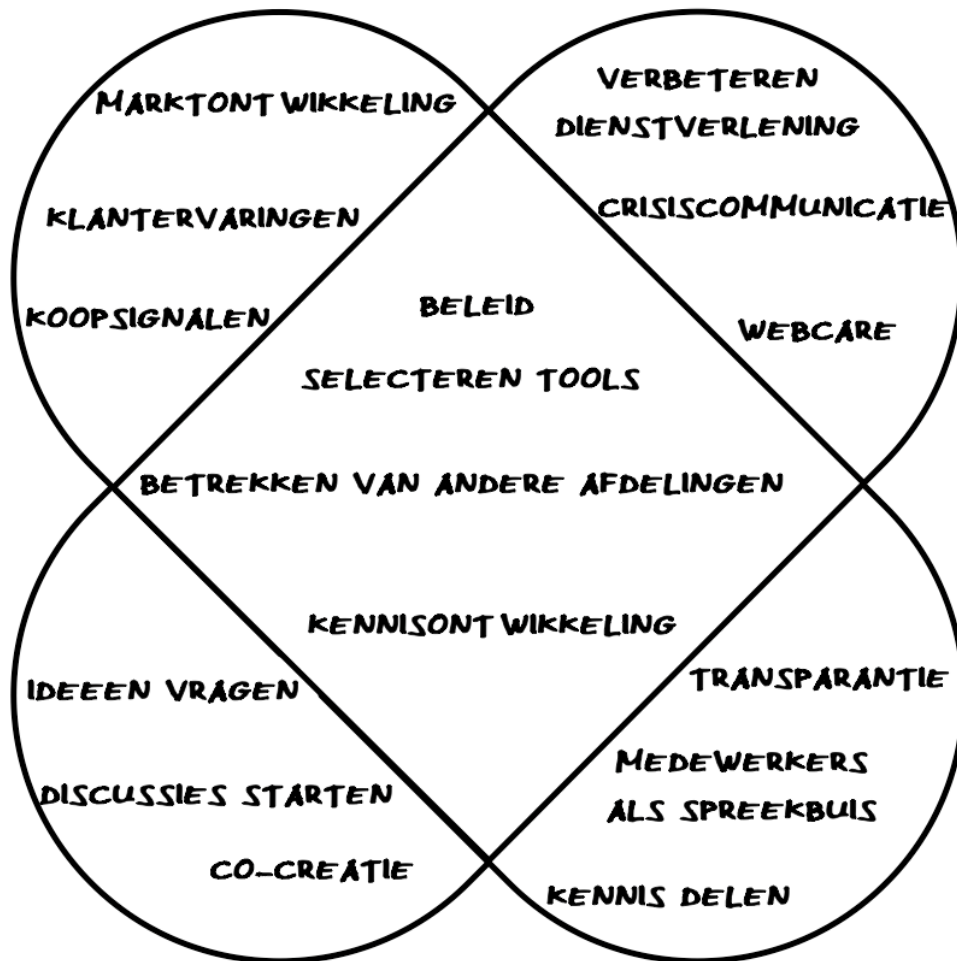 MARKTONTWIKKELING
KLANTERVARINGEN
KOOPSIGNALEN
VERBETEREN
DIENSTVERLENING
CRISISCOMMUNICATIE
WEBCARE
BELEID
SELECTEREN TOOLS
BETREKKEN VAN ANDERE AFDELINGEN
KENNISONTWIKKELING
IDEEEN VRAGEN
DISCUSSIES STARTEN
CO-CREATIE
TRANSPARANTIE
MEDEWERKERS
ALS SPREEKBUIS
KENNIS DELEN